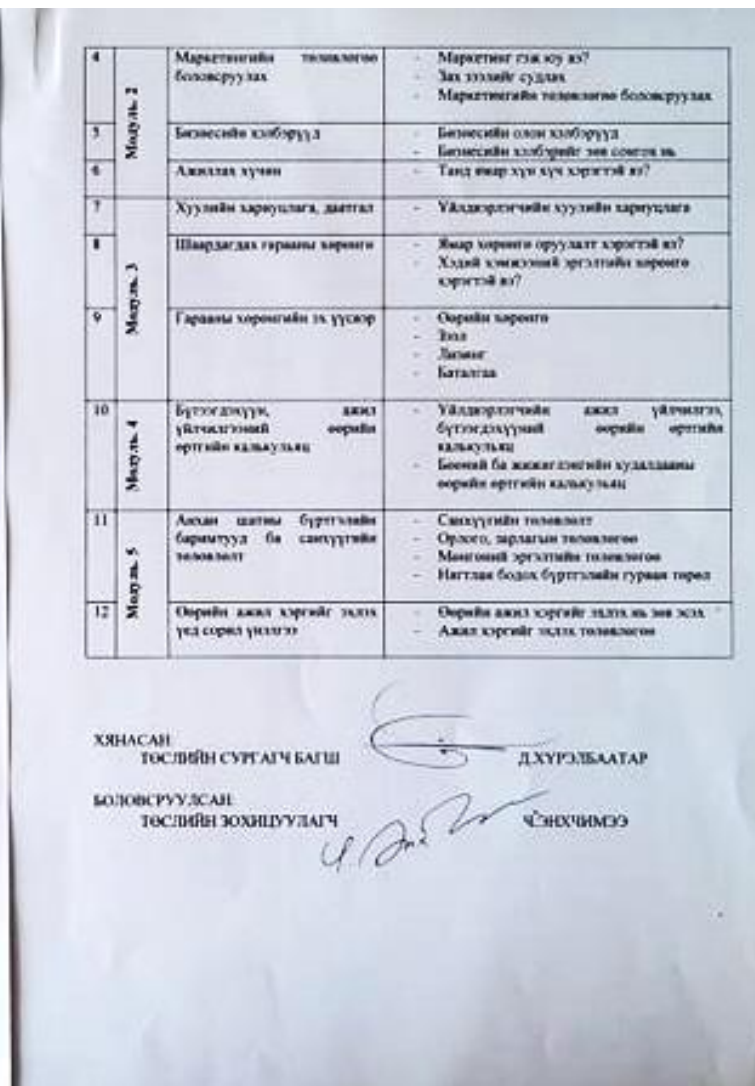 4
Модуль. 2
Маркетингийн төлөвлөгөө
боловсруулах
- Маркетинг гэж юу вэ?
- Зах зээлийг судлах
- Маркетингийн төлөвлөгөө боловсруулах
5
Бизнесийн хэлбэрүүд
- Бизнесийн олон хэлбэрүүд
- Бизнесийн хэлбэрийг зөв сонгох нь
6
Ажиллах хүчин
- Танд ямар хүн хүч хэрэгтэй вэ?
7
Модуль. 3
Хуулийн хариуцлага, даатгал
- Үйлдвэрлэгчийн хуулийн хариуцлага
8
Шаардагдах гарааны хөрөнгө
- Ямар хөрөнгө оруулалт хэрэгтэй вэ?
- Хэдий хэмжээний эргэлтийн хөрөнгө
хэрэгтэй вэ?
9
Гарааны хөрөнгийн эх үүсвэр
- Өөрийн хөрөнгө
- Зээл
- Лизинг
- Баталгаа
10
Модуль. 4
Бүтээгдэхүүн, ажил
үйлчилгээний өөрийн
өртгийн калькуляц
- Үйлдвэрлэгчийн ажил үйлчилгээ,
бүтээгдэхүүний өөрийн өртгийн
калькуляц
- Бөөний ба жижиглэнгийн худалдааны
өөрийн өртгийн калькуляц
11
Модуль. 5
Анхан шатны бүртгэлийн
баримтууд ба санхүүгийн
төлөвлөлт
- Санхүүгийн төлөвлөлт
- Орлого, зарлагын төлөвлөгөө
- Мөнгөний эргэлтийн төлөвлөгөө
- Нягтлан бодох бүртгэлийн гурван төрөл
12
Өөрийн ажил хэргийг эхлэх
үед сорил үнэлгээ
- Өөрийн ажил хэргийг эхлэх нь зөв эсэх
- Ажил хэргийг эхлэх төлөвлөгөө
ХЯНАСАН:
ТӨСЛИЙН СУРГАГЧ БАГШ Д.ХҮРЭЛБААТАР
БОЛОВСРУУЛСАН:
ТӨСЛИЙН ЗОХИЦУУЛАГЧ Ч.ЭНХЧИМЭЭ